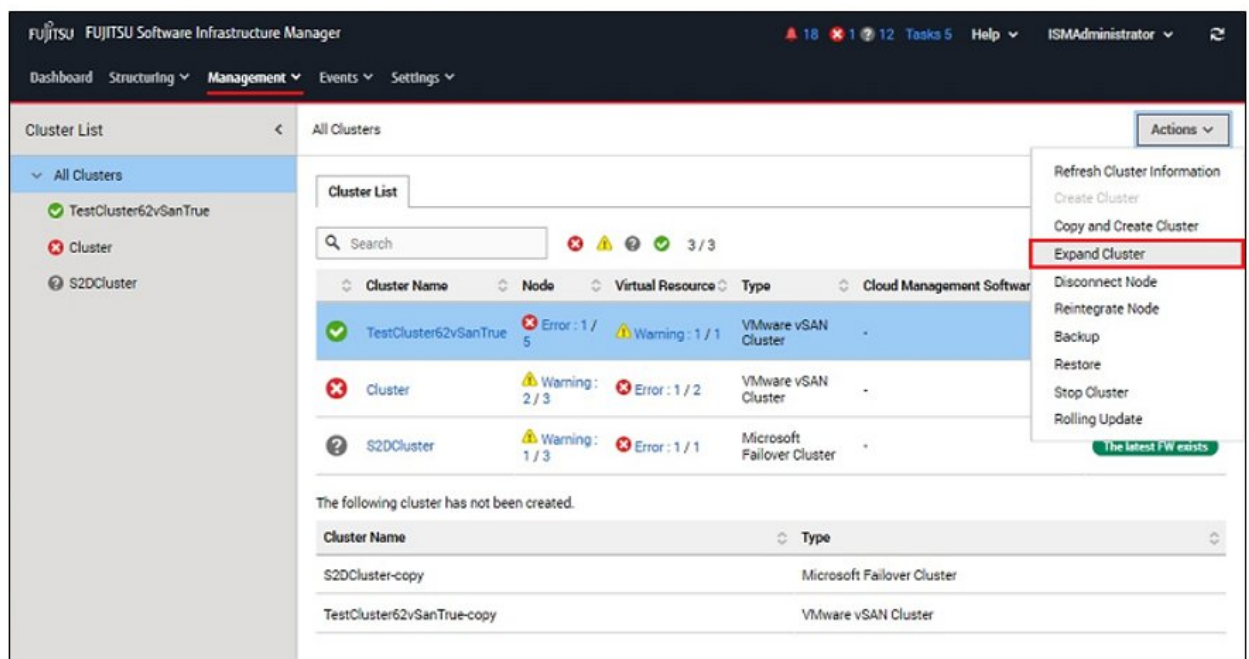 FUJITSU FUJITSU Software Infrastructure Manager
18 1 12 Tasks 5 Help ISMAdministrator
Dashboard Structuring Management Events Settings
Cluster List
All Clusters
TestCluster62vSanTrue
Cluster
S2DCluster
All Clusters
Actions
Refresh Cluster Information
Create Cluster
Copy and Create Cluster
Expand Cluster
Disconnect Node
Reintegrate Node
Backup
Restore
Stop Cluster
Rolling Update
Cluster List
Search 3 / 3
Cluster Name Node Virtual Resource Type Cloud Management Softwar
TestCluster62vSanTrue Error : 1 / 5 Warning : 1 / 1 VMware vSAN Cluster -
Cluster Warning : 2 / 3 Error : 1 / 2 VMware vSAN Cluster -
S2DCluster Warning : 1 / 3 Error : 1 / 1 Microsoft Failover Cluster - The latest FW exists
The following cluster has not been created.
Cluster Name Type
S2DCluster-copy Microsoft Failover Cluster
TestCluster62vSanTrue-copy VMware vSAN Cluster